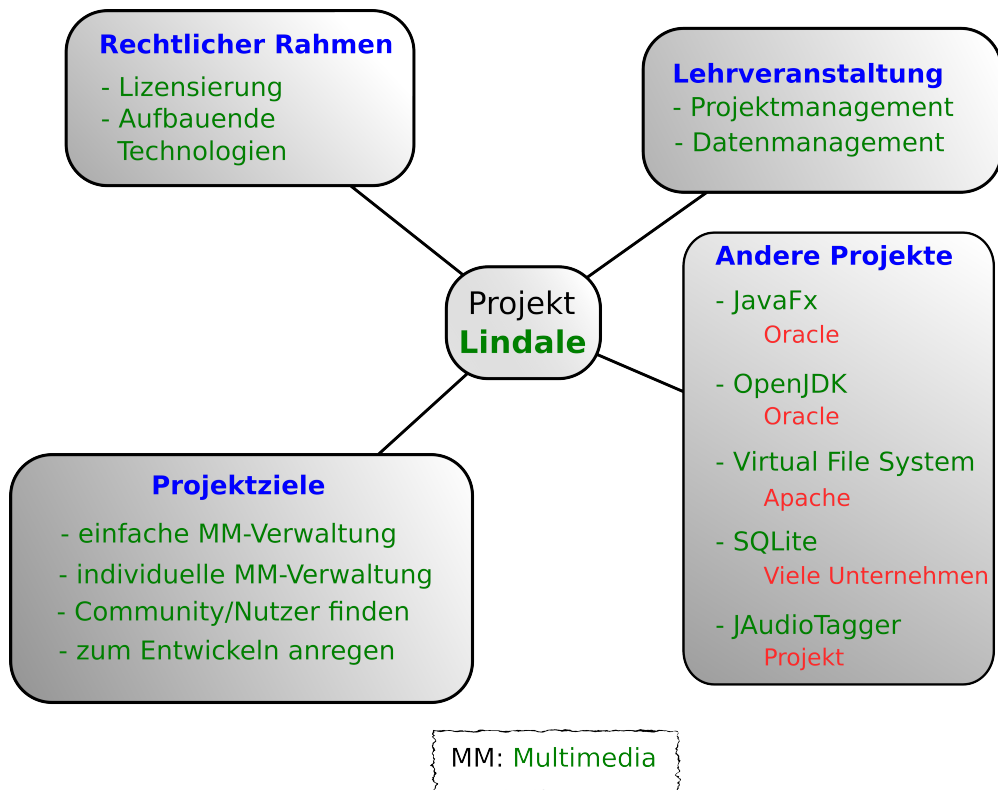 Rechtlicher Rahmen
- Lizensierung
- Aufbauende
Technologien
Lehrveranstaltung
- Projektmanagement
- Datenmanagement
Projekt
Lindale
Andere Projekte
- JavaFx
Oracle
- OpenJDK
Oracle
- Virtual File System
Apache
- SQLite
Viele Unternehmen
- JAudioTagger
Projekt
Projektziele
- einfache MM-Verwaltung
- individuelle MM-Verwaltung
- Community/Nutzer finden
- zum Entwickeln anregen
MM: Multimedia